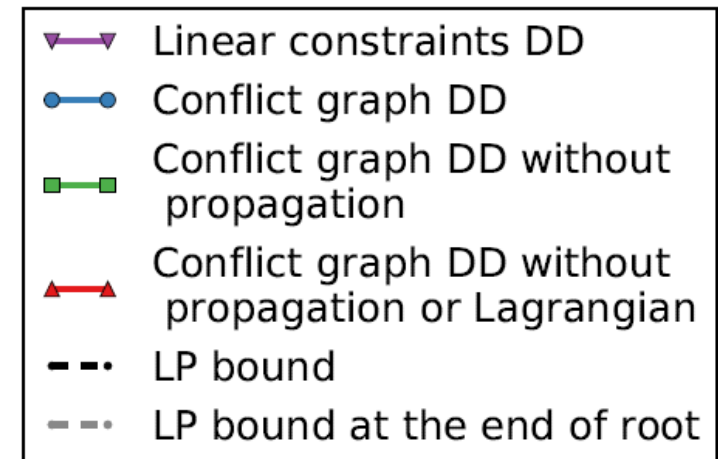 Linear constraints DD
Conflict graph DD
Conflict graph DD without
propagation
Conflict graph DD without
propagation or Lagrangian
LP bound
LP bound at the end of root